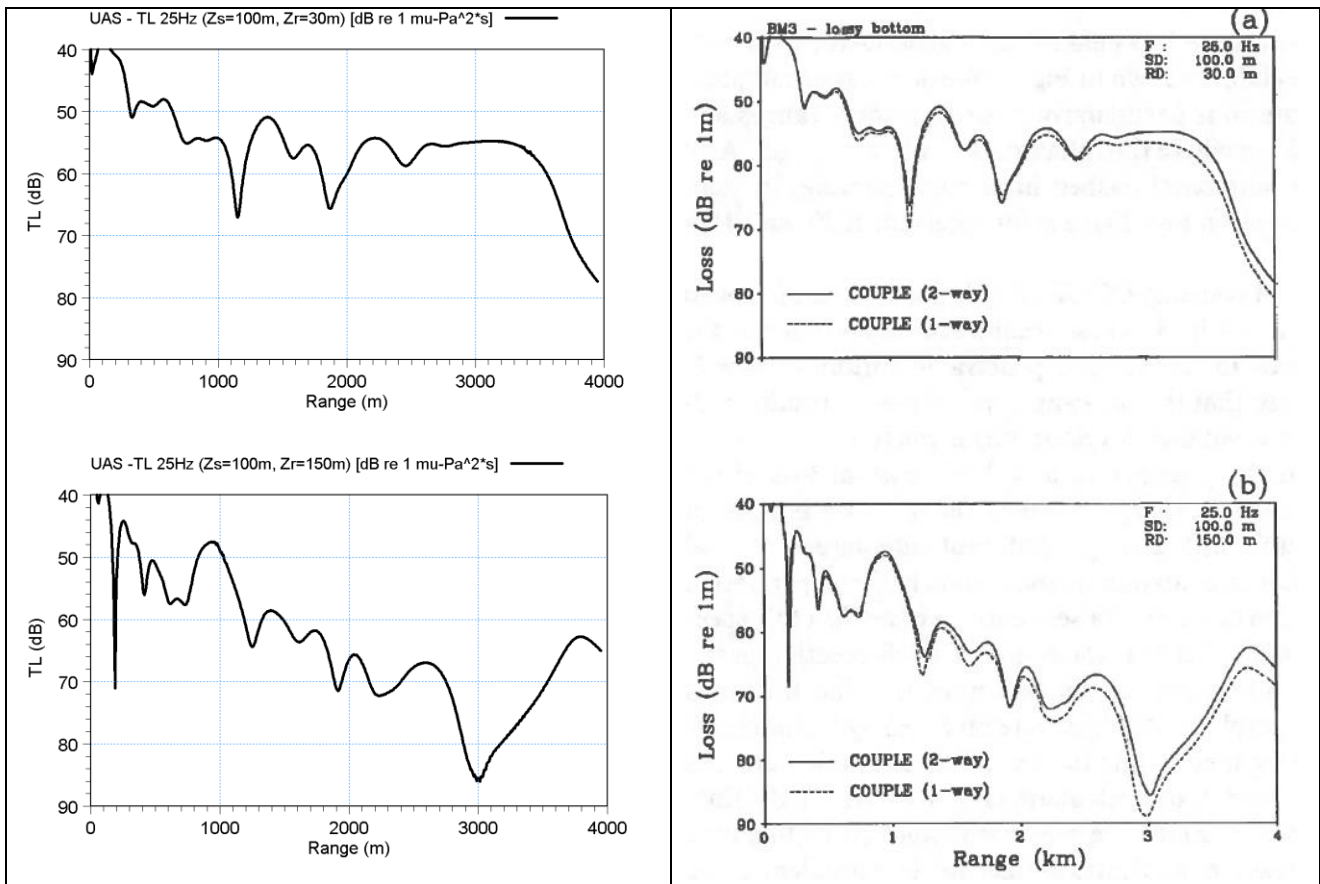 UAS - TL 25Hz (Zs=100m, Zr=30m) [dB re 1 mu-Pa^2*s]
40
50
60
70
80
90
TL (dB)
0 1000 2000 3000 4000
Range (m)
UAS -TL 25Hz (Zs=100m, Zr=150m) [dB re 1 mu-Pa^2*s]
40
50
60
70
80
90
TL (dB)
0 1000 2000 3000 4000
Range (m)
(a)
BM3 - lossy bottom
F : 25.0 Hz
SD: 100.0 m
RD: 30.0 m
40
50
60
70
80
90
Loss (dB re 1m)
COUPLE (2-way)
COUPLE (1-way)
(b)
F : 25.0 Hz
SD: 100.0 m
RD: 150.0 m
40
50
60
70
80
90
Loss (dB re 1m)
COUPLE (2-way)
COUPLE (1-way)
0 1 2 3 4
Range (km)